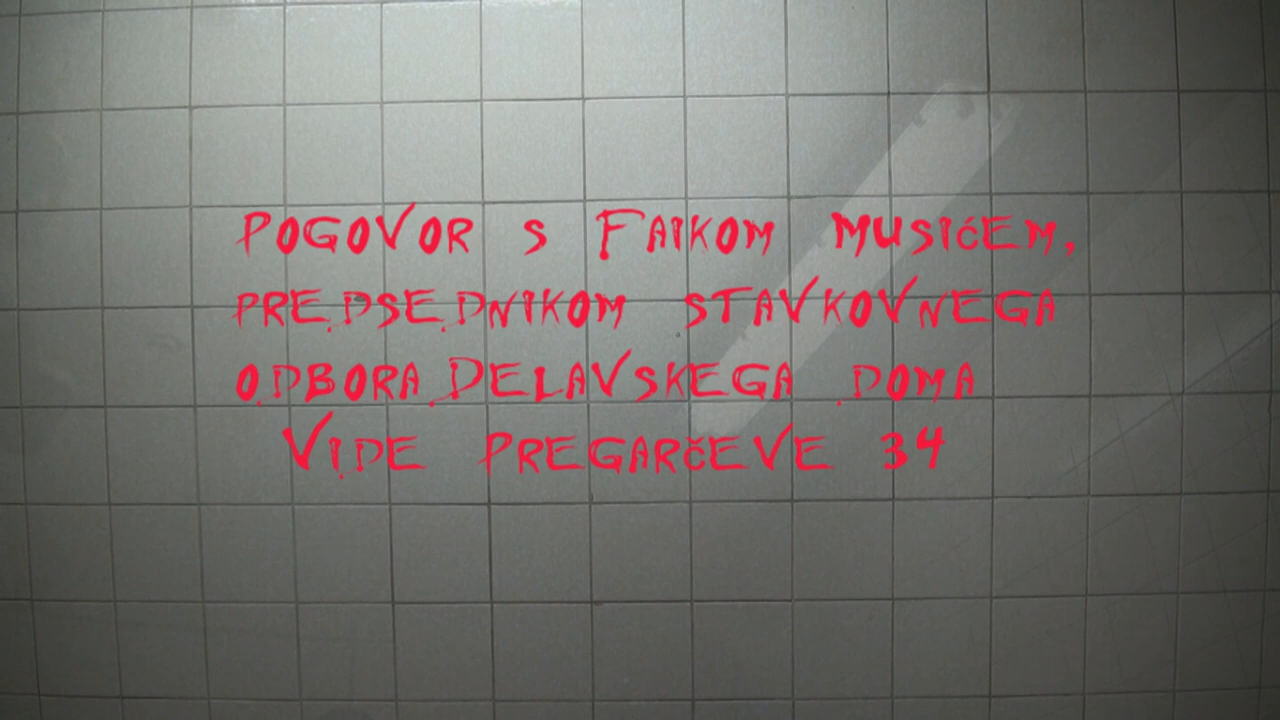 Pogovor s Faikom Musićem,
predsednikom stavkovnega
odbora Delavskega doma
Vide Pregarčeve 34